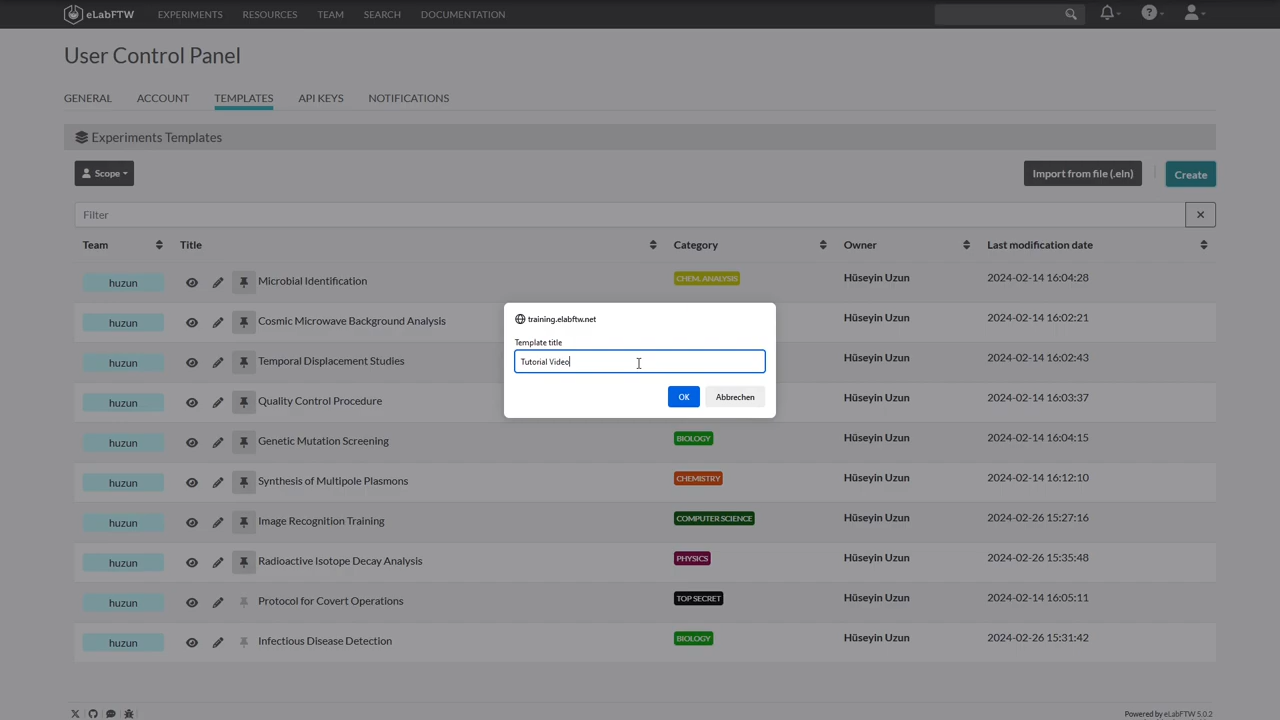 eLabFTW EXPERIMENTS RESOURCES TEAM SEARCH DOCUMENTATION
User Control Panel
GENERAL ACCOUNT TEMPLATES API KEYS NOTIFICATIONS
Experiments Templates
Scope Import from file (.eln) Create
Filter
Team Title Category Owner Last modification date
huzun Microbial Identification CHEM. ANALYSIS Hüseyin Uzun 2024-02-14 16:04:28
huzun Cosmic Microwave Background Analysis Hüseyin Uzun 2024-02-14 16:02:21
huzun Temporal Displacement Studies Hüseyin Uzun 2024-02-14 16:02:43
huzun Quality Control Procedure Hüseyin Uzun 2024-02-14 16:03:37
huzun Genetic Mutation Screening BIOLOGY Hüseyin Uzun 2024-02-14 16:04:15
huzun Synthesis of Multipole Plasmons CHEMISTRY Hüseyin Uzun 2024-02-14 16:12:10
huzun Image Recognition Training COMPUTER SCIENCE Hüseyin Uzun 2024-02-26 15:27:16
huzun Radioactive Isotope Decay Analysis PHYSICS Hüseyin Uzun 2024-02-26 15:35:48
huzun Protocol for Covert Operations TOP SECRET Hüseyin Uzun 2024-02-14 16:05:11
huzun Infectious Disease Detection BIOLOGY Hüseyin Uzun 2024-02-26 15:31:42
training.elabftw.net
Template title
Tutorial Video
OK Abbrechen
Powered by eLabFTW 5.0.2